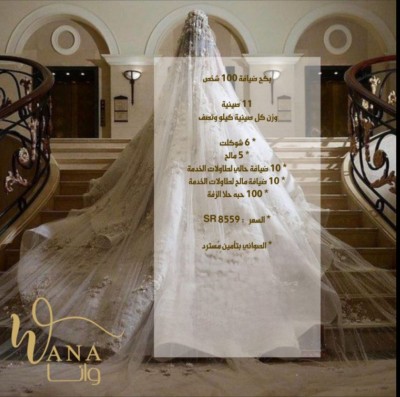 بكج ضيافة 100 شخص
11 صينية
وزن كل صينية كيلو ونصف
* 6 شوكلت
* 5 مالح
* 10 ضيافة حالي لطاولات الخدمة
* 10 ضيافة مالح لطاولات الخدمة
* 100 حبه حلا الزفة
* السعر : 8559 SR
* الصواني بتأمين مُسترد
WANA
وانا